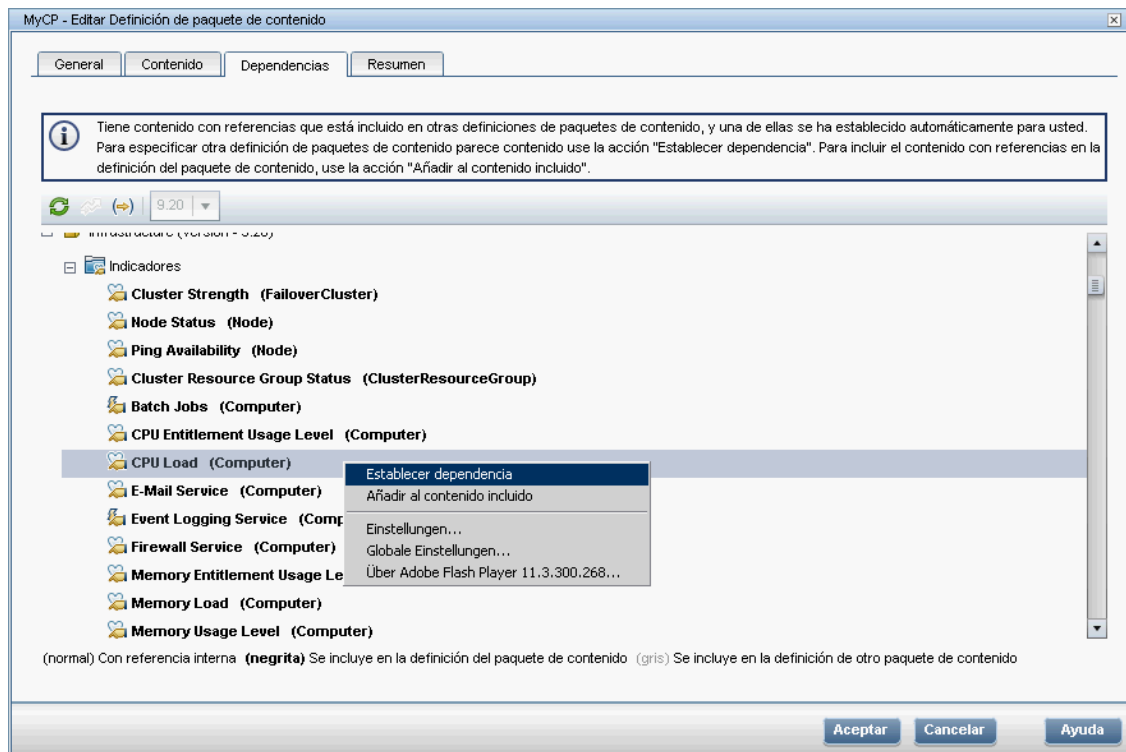 MyCP - Editar Definición de paquete de contenido
General Contenido Dependencias Resumen
Tiene contenido con referencias que está incluido en otras definiciones de paquetes de contenido, y una de ellas se ha establecido automáticamente para usted.
Para especificar otra definición de paquetes de contenido parece contenido use la acción "Establecer dependencia". Para incluir el contenido con referencias en la
definición del paquete de contenido, use la acción "Añadir al contenido incluido".
9.20
Infrastructure (version - 9.20)
Indicadores
Cluster Strength (FailoverCluster)
Node Status (Node)
Ping Availability (Node)
Cluster Resource Group Status (ClusterResourceGroup)
Batch Jobs (Computer)
CPU Entitlement Usage Level (Computer)
CPU Load (Computer)
Establecer dependencia
E-Mail Service (Computer)
Añadir al contenido incluido
Event Logging Service (Comp
Einstellungen...
Firewall Service (Computer)
Globale Einstellungen...
Memory Entitlement Usage Le
Über Adobe Flash Player 11.3.300.268...
Memory Load (Computer)
Memory Usage Level (Computer)
(normal) Con referencia interna (negrita) Se incluye en la definición del paquete de contenido (gris) Se incluye en la definición de otro paquete de contenido
Aceptar Cancelar Ayuda